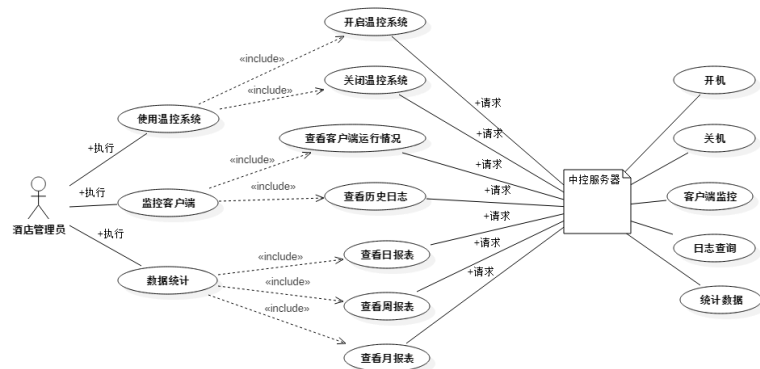 开启温控系统
«include»
关闭温控系统
开机
«include»
+请求
使用温控系统
+请求
查看客户端运行情况
关机
+执行
«include»
+请求
中控服务器
+执行
«include»
+请求
查看历史日志
客户端监控
监控客户端
酒店管理员
+执行
+请求
+请求
查看日报表
日志查询
«include»
+请求
数据统计
«include»
查看周报表
统计数据
«include»
查看月报表